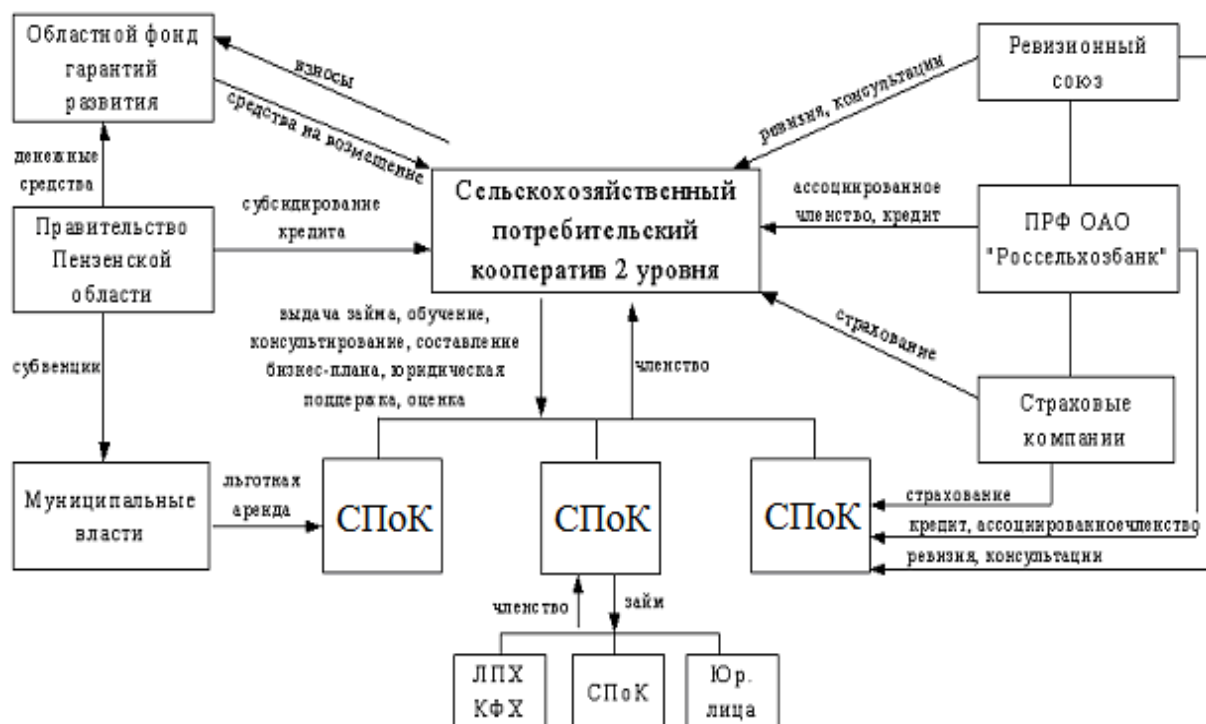 Областной фонд
гарантий
развития
взносы
средства на возмещение
денежные
средства
Правительство
Пензенской
области
субсидирование
кредита
Сельскохозяйственный
потребительский
кооператив 2 уровня
ревизия, консультации
Ревизионный
союз
ассоциированное
членство, кредит
ПРФ ОАО
"Россельхозбанк"
страхование
Страховые
компании
субвенции
выдача займа, обучение,
консультирование, составление
бизнес-плана, юридическая
поддержка, оценка
членство
Муниципальные
власти
льготная
аренда
СПоК
СПоК
СПоК
страхование
кредит, ассоциированное членство
ревизия, консультации
членство
займ
ЛПХ
КФХ
СПоК
Юр.
лица